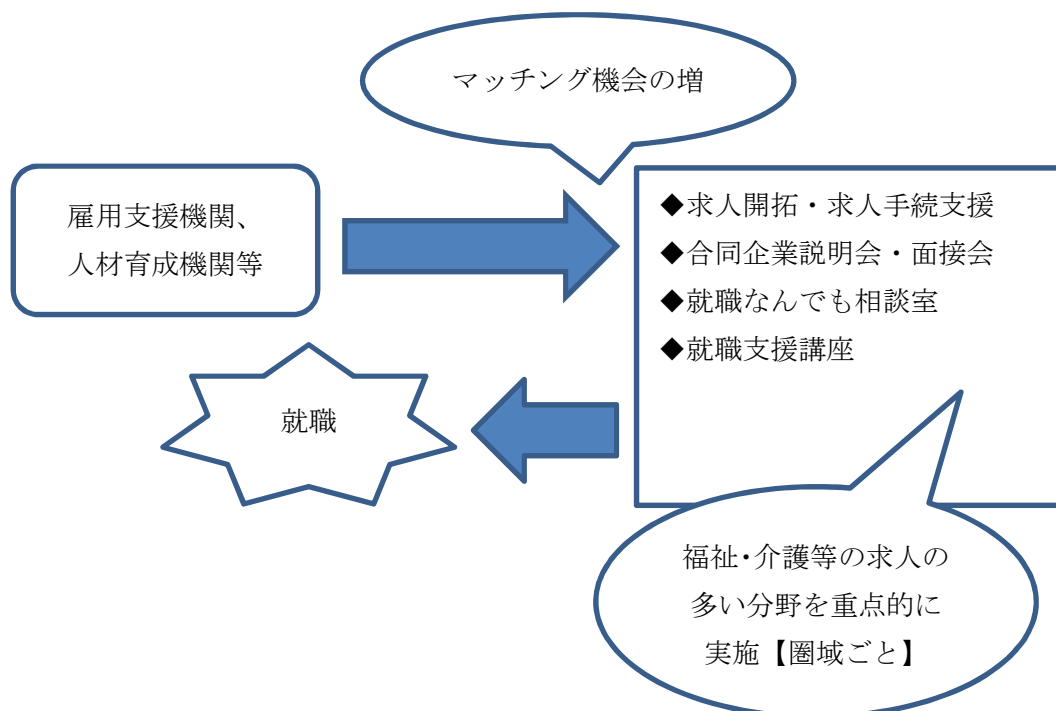 マッチング機会の増
雇用支援機関、
人材育成機関等
◆求人開拓・求人手続支援
◆合同企業説明会・面接会
◆就職なんでも相談室
◆就職支援講座
就職
福祉・介護等の求人の
多い分野を重点的に
実施【圏域ごと】